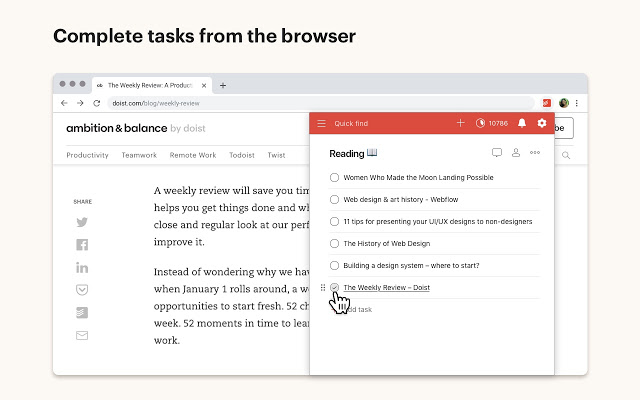 Complete tasks from the browser
The Weekly Review: A Product
doist.com/blog/weekly-review
ambition & balance by doist
be
Productivity Teamwork Remote Work Todoist Twist
SHARE
A weekly review will save you tim
helps you get things done and wh
close and regular look at our perf
improve it.
Instead of wondering why we hav
when January 1 rolls around, a we
opportunities to start fresh. 52 ch
week. 52 moments in time to lear
work.
Quick find
10786
Reading
Women Who Made the Moon Landing Possible
Web design & art history – Webflow
11 tips for presenting your UI/UX designs to non-designers
The History of Web Design
Building a design system – where to start?
The Weekly Review – Doist
dd task